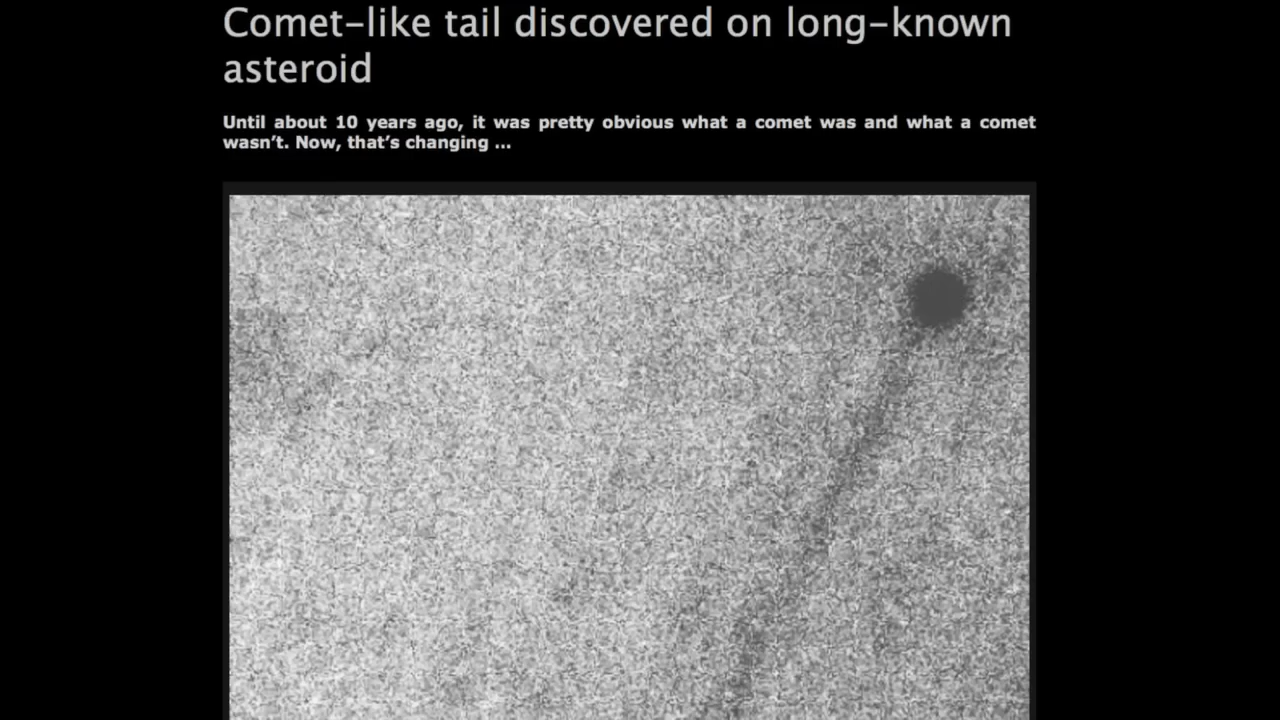 Comet-like tail discovered on long-known
asteroid
Until about 10 years ago, it was pretty obvious what a comet was and what a comet
wasn't. Now, that's changing ...